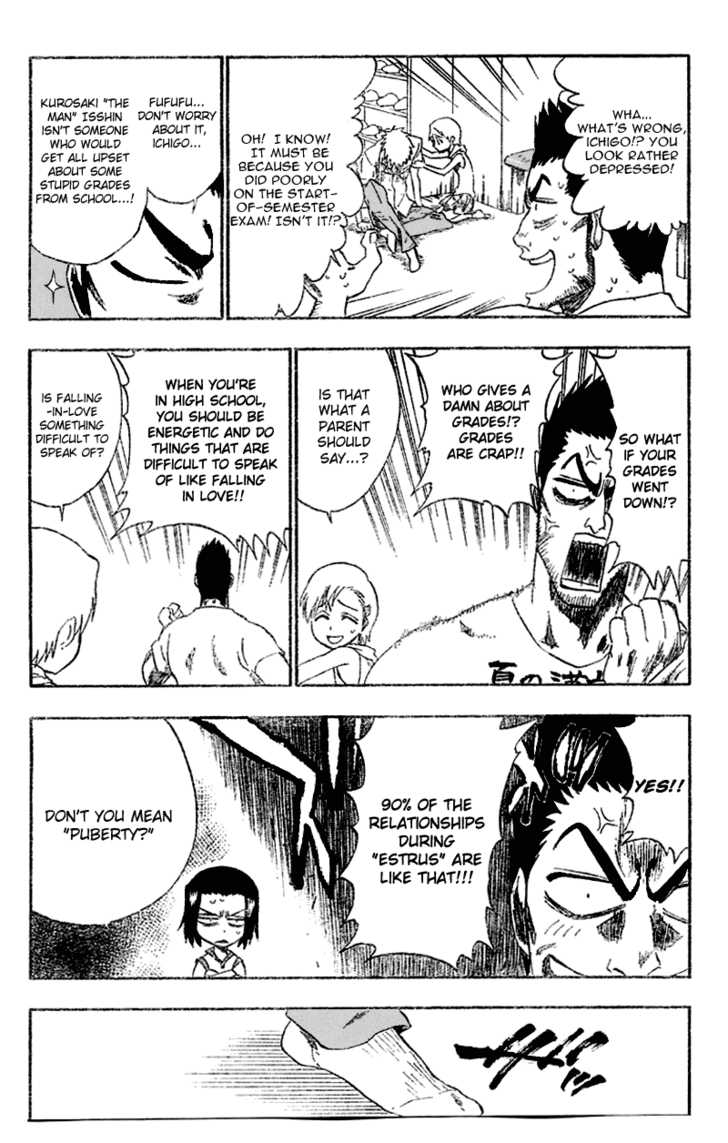 WHA...
WHAT'S WRONG,
ICHIGO!? YOU
LOOK RATHER
DEPRESSED!
OH! I KNOW!
IT MUST BE
BECAUSE YOU
DID POORLY
ON THE START-
OF-SEMESTER
EXAM! ISN'T IT!?
FUFUFU...
DON'T WORRY
ABOUT IT,
ICHIGO...
KUROSAKI "THE
MAN" ISSHIN
ISN'T SOMEONE
WHO WOULD
GET ALL UPSET
ABOUT SOME
STUPID GRADES
FROM SCHOOL...!
SO WHAT
IF YOUR
GRADES
WENT
DOWN!?
WHO GIVES A
DAMN ABOUT
GRADES!?
GRADES
ARE CRAP!!
IS THAT
WHAT A
PARENT
SHOULD
SAY...?
WHEN YOU'RE
IN HIGH SCHOOL,
YOU SHOULD BE
ENERGETIC AND DO
THINGS THAT ARE
DIFFICULT TO SPEAK
OF LIKE FALLING
IN LOVE!!
IS FALLING
-IN-LOVE
SOMETHING
DIFFICULT TO
SPEAK OF?
YES!!
90% OF THE
RELATIONSHIPS
DURING
"ESTRUS" ARE
LIKE THAT!!!
DON'T YOU MEAN
"PUBERTY?"